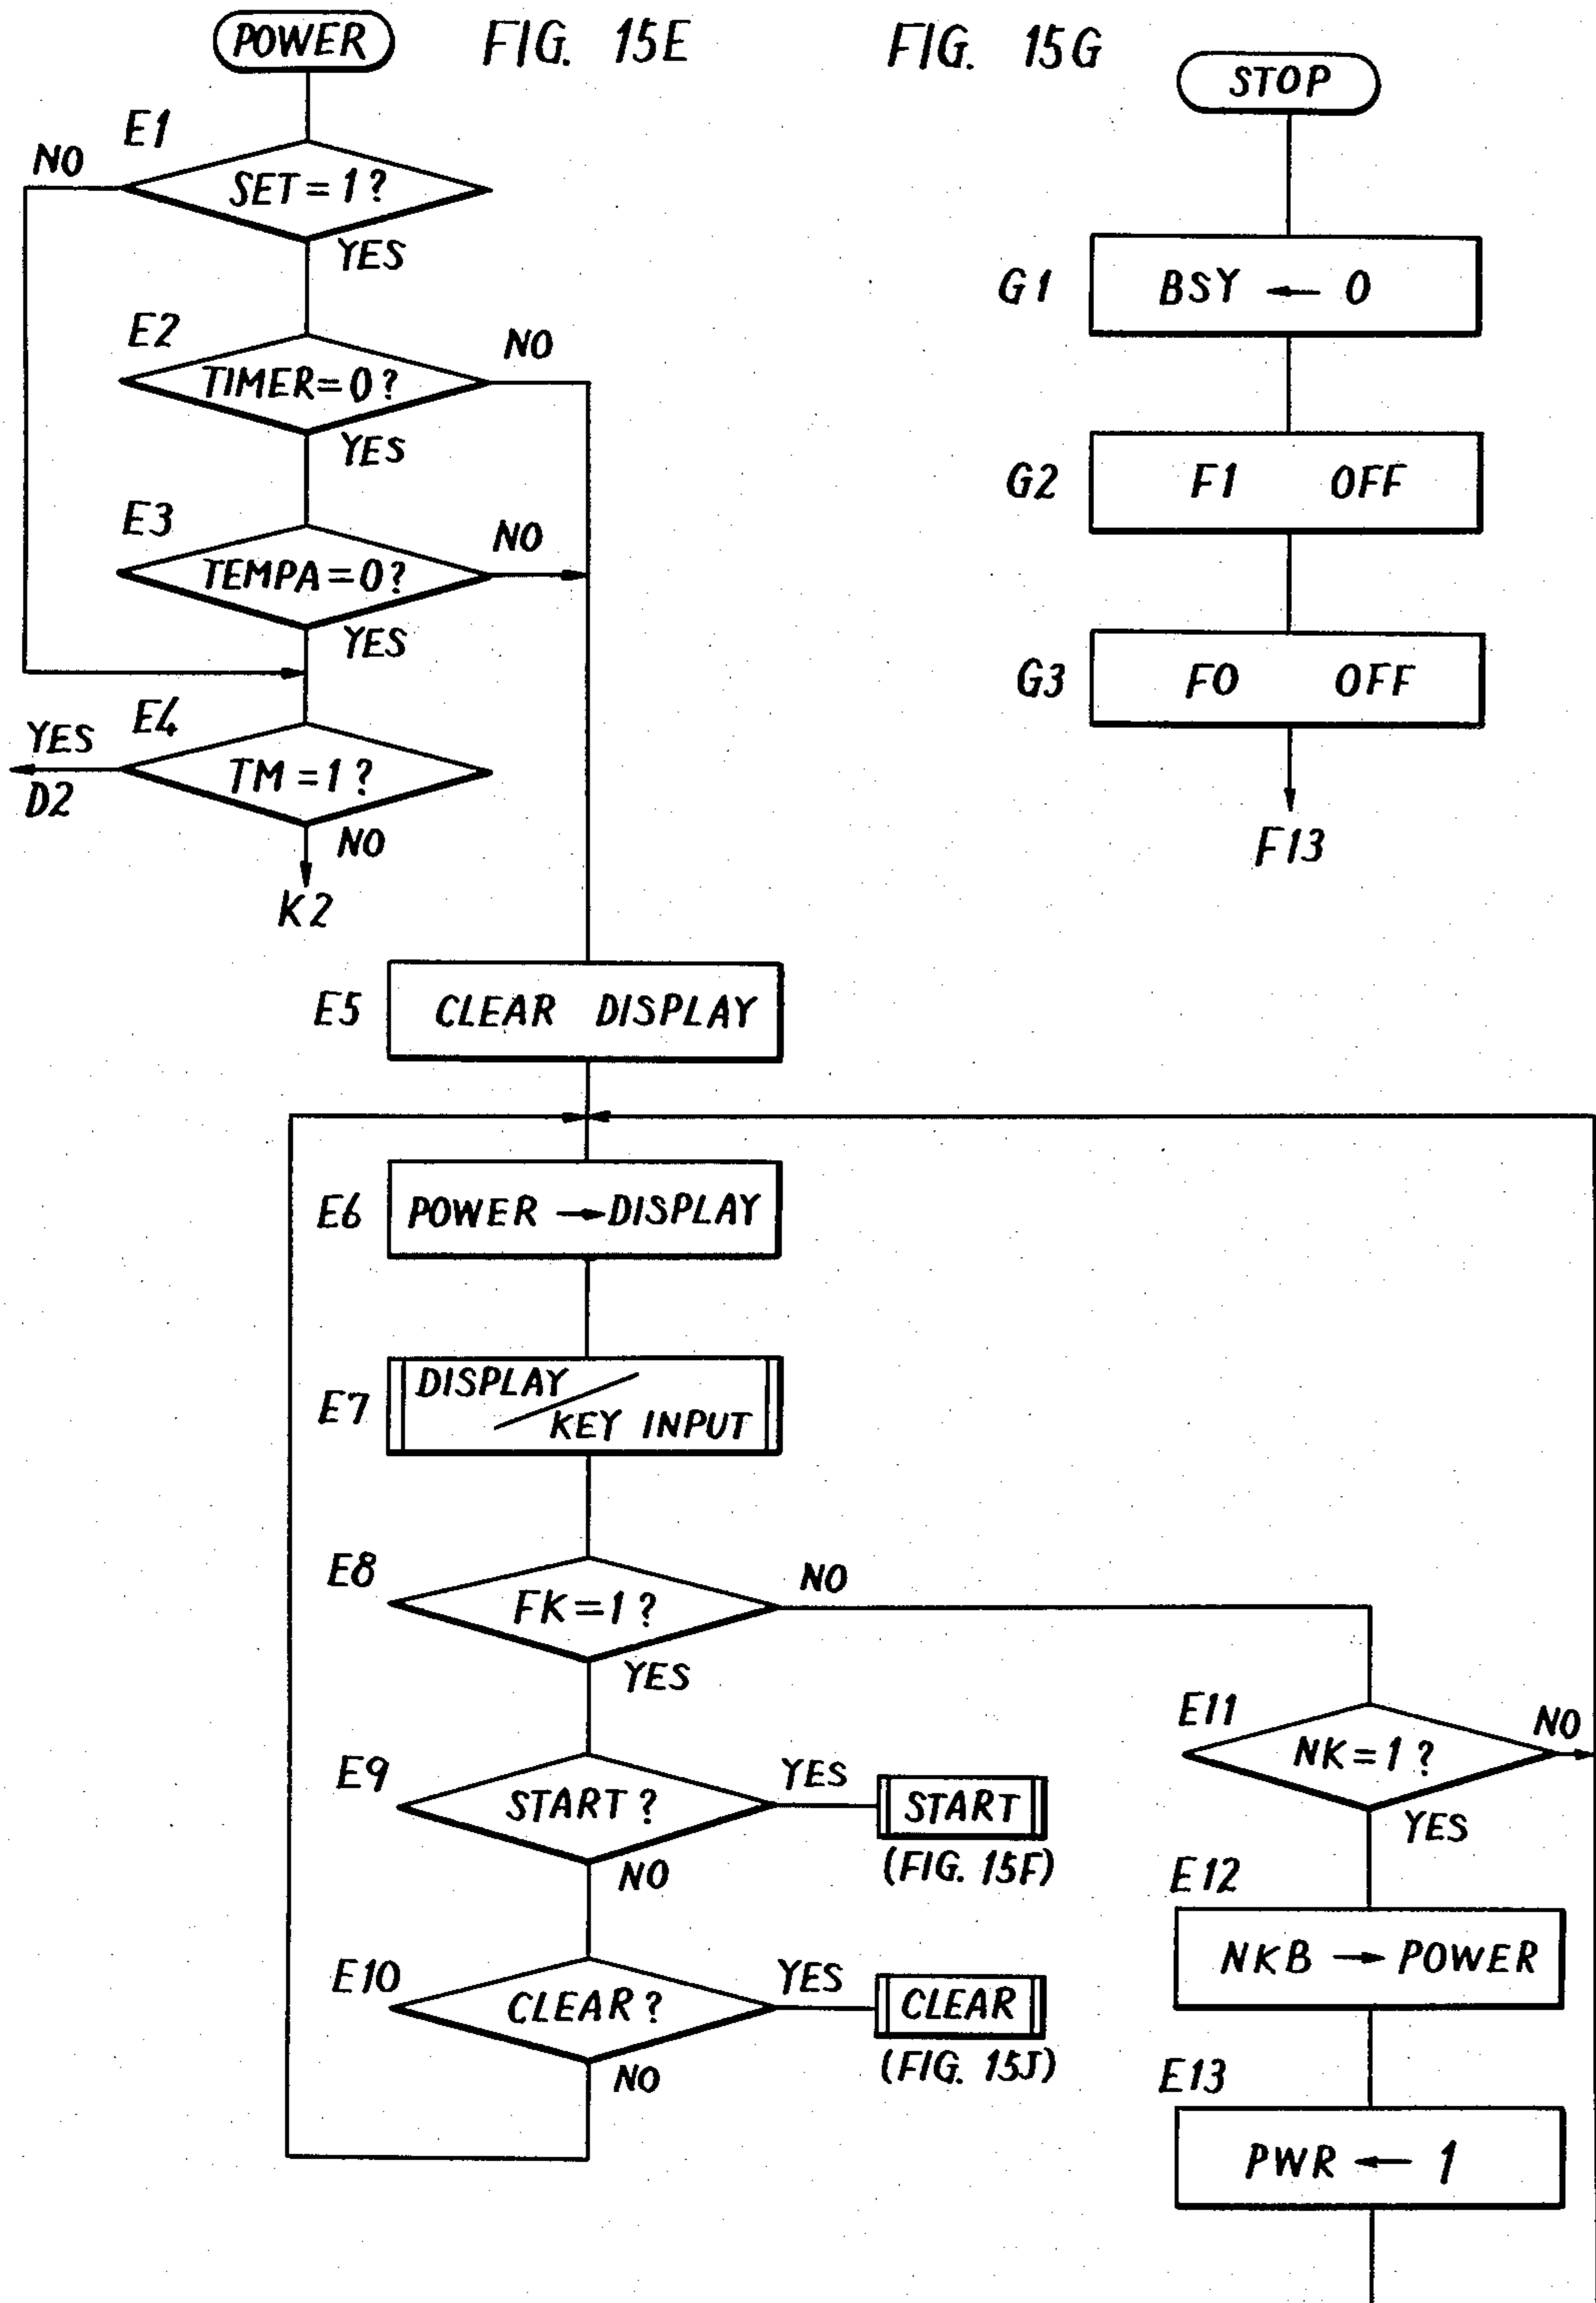 FIG. 15E
POWER
E1
SET = 1 ?
NO
YES
E2
TIMER = 0 ?
NO
YES
E3
TEMPA = 0 ?
NO
YES
E4
TM = 1 ?
YES
D2
NO
K2
E5
CLEAR DISPLAY
E6
POWER → DISPLAY
E7
DISPLAY / KEY INPUT
E8
FK = 1 ?
NO
YES
E9
START ?
YES
START
(FIG. 15F)
NO
E10
CLEAR ?
YES
CLEAR
(FIG. 15J)
NO
E11
NK = 1 ?
NO
YES
E12
NKB → POWER
E13
PWR ← 1
FIG. 15G
STOP
G1
BSY ← 0
G2
F1 OFF
G3
F0 OFF
F13